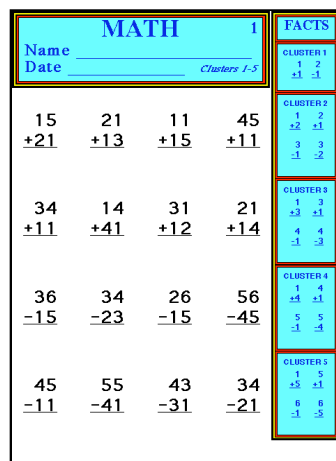 MATH 1
Name
Date Clusters 1-5
15 21 11 45
+21 +13 +15 +11
34 14 31 21
+11 +41 +12 +14
36 34 26 56
-15 -23 -15 -45
45 55 43 34
-11 -41 -31 -21
FACTS
CLUSTER 1
1 2
+1 -1
CLUSTER 2
1 2
+2 +1
3 3
-1 -2
CLUSTER 3
1 3
+3 +1
4 4
-1 -3
CLUSTER 4
1 4
+4 +1
5 5
-1 -4
CLUSTER 5
1 5
+5 +1
6 6
-1 -5